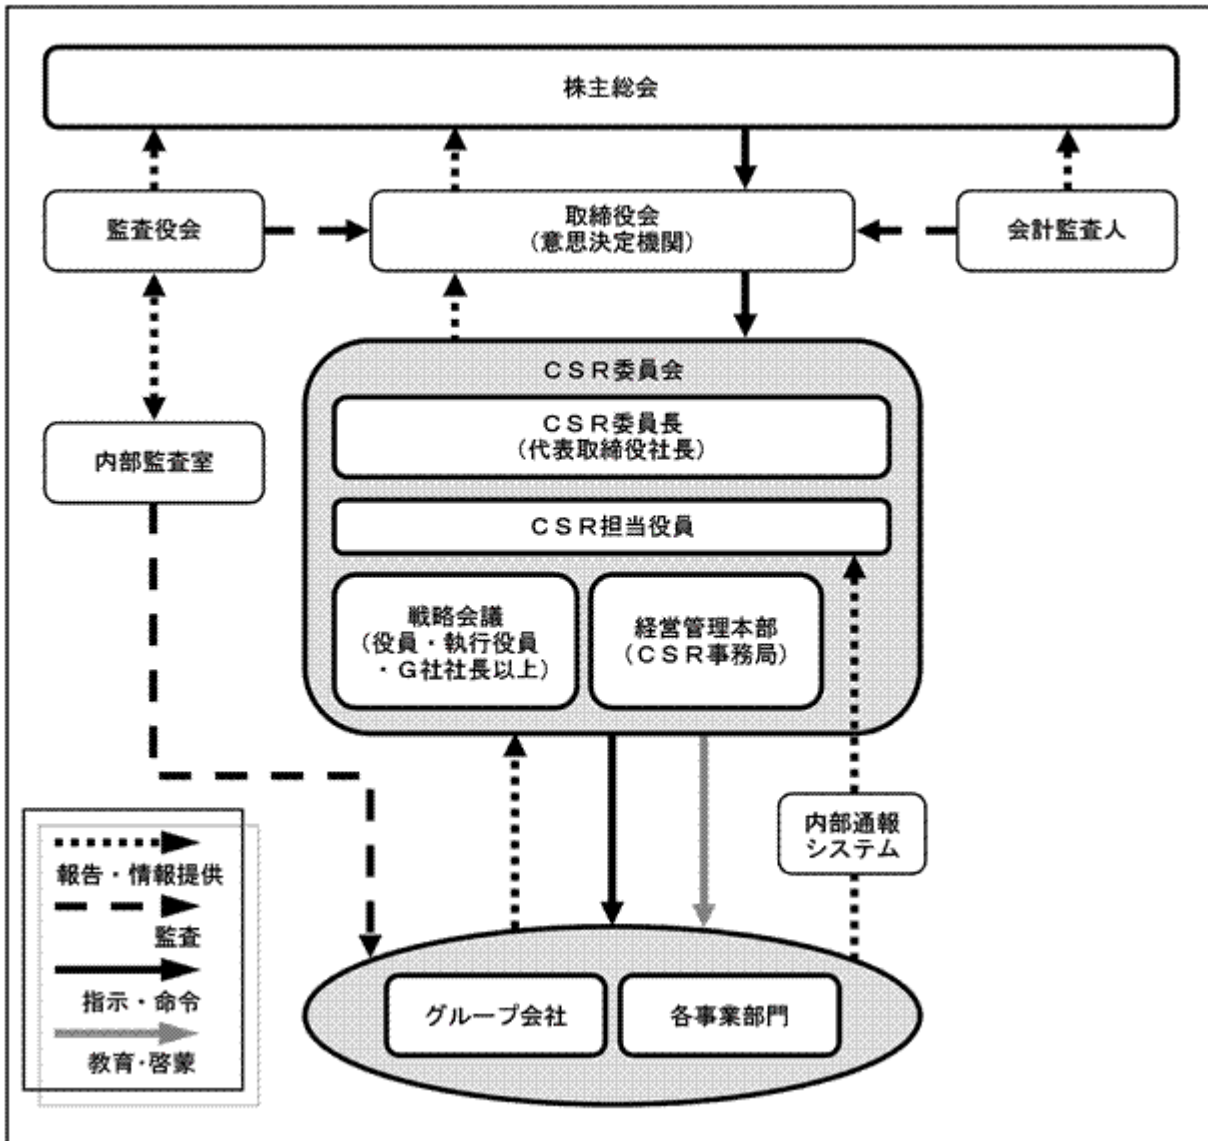 株主総会
監査役会
取締役会
（意思決定機関）
会計監査人
ＣＳＲ委員会
ＣＳＲ委員長
（代表取締役社長）
内部監査室
ＣＳＲ担当役員
戦略会議
（役員・執行役員
・Ｇ社社長以上）
経営管理本部
（ＣＳＲ事務局）
内部通報
システム
報告・情報提供
監査
指示・命令
教育・啓蒙
グループ会社
各事業部門